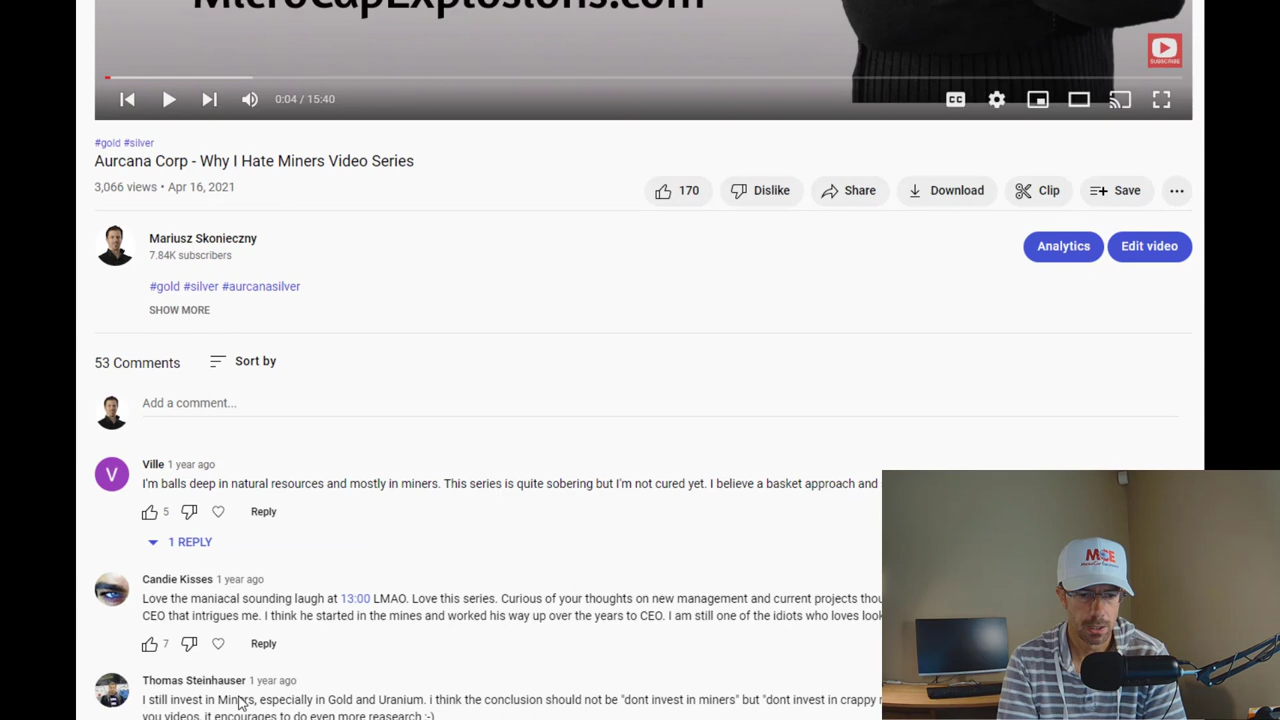 MicroCapExplosions.com
SUBSCRIBE
0:04 / 15:40
CC
#gold #silver
Aurcana Corp - Why I Hate Miners Video Series
3,066 views • Apr 16, 2021
170
Dislike
Share
Download
Clip
Save
Mariusz Skonieczny
7.84K subscribers
Analytics
Edit video
#gold #silver #aurcanasilver
SHOW MORE
53 Comments
Sort by
Add a comment...
V
Ville 1 year ago
I'm balls deep in natural resources and mostly in miners. This series is quite sobering but I'm not cured yet. I believe a basket approach and
5
Reply
1 REPLY
Candie Kisses 1 year ago
Love the maniacal sounding laugh at 13:00 LMAO. Love this series. Curious of your thoughts on new management and current projects thou
CEO that intrigues me. I think he started in the mines and worked his way up over the years to CEO. I am still one of the idiots who loves look
7
Reply
Thomas Steinhauser 1 year ago
I still invest in Miners, especially in Gold and Uranium. i think the conclusion should not be "dont invest in miners" but "dont invest in crappy
you videos, it encourages to do even more reasearch ;-)
MCE